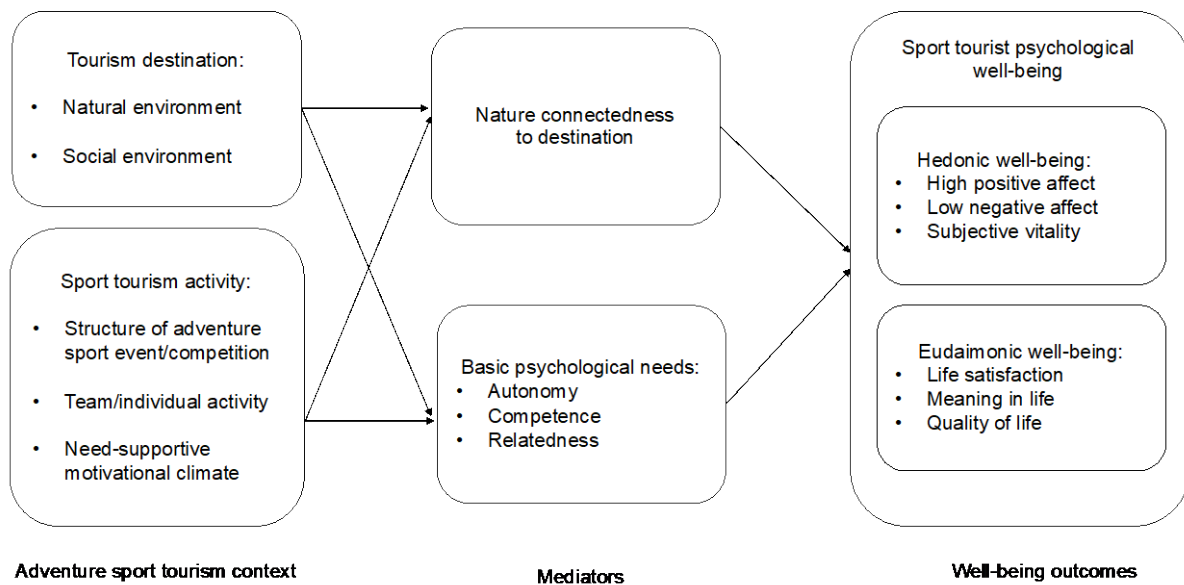 Tourism destination:
• Natural environment
• Social environment
Sport tourism activity:
• Structure of adventure
sport event/competition
• Team/individual activity
• Need-supportive
motivational climate
Adventure sport tourism context
Nature connectedness
to destination
Basic psychological needs:
• Autonomy
• Competence
• Relatedness
Mediators
Sport tourist psychological
well-being
Hedonic well-being:
• High positive affect
• Low negative affect
• Subjective vitality
Eudaimonic well-being:
• Life satisfaction
• Meaning in life
• Quality of life
Well-being outcomes